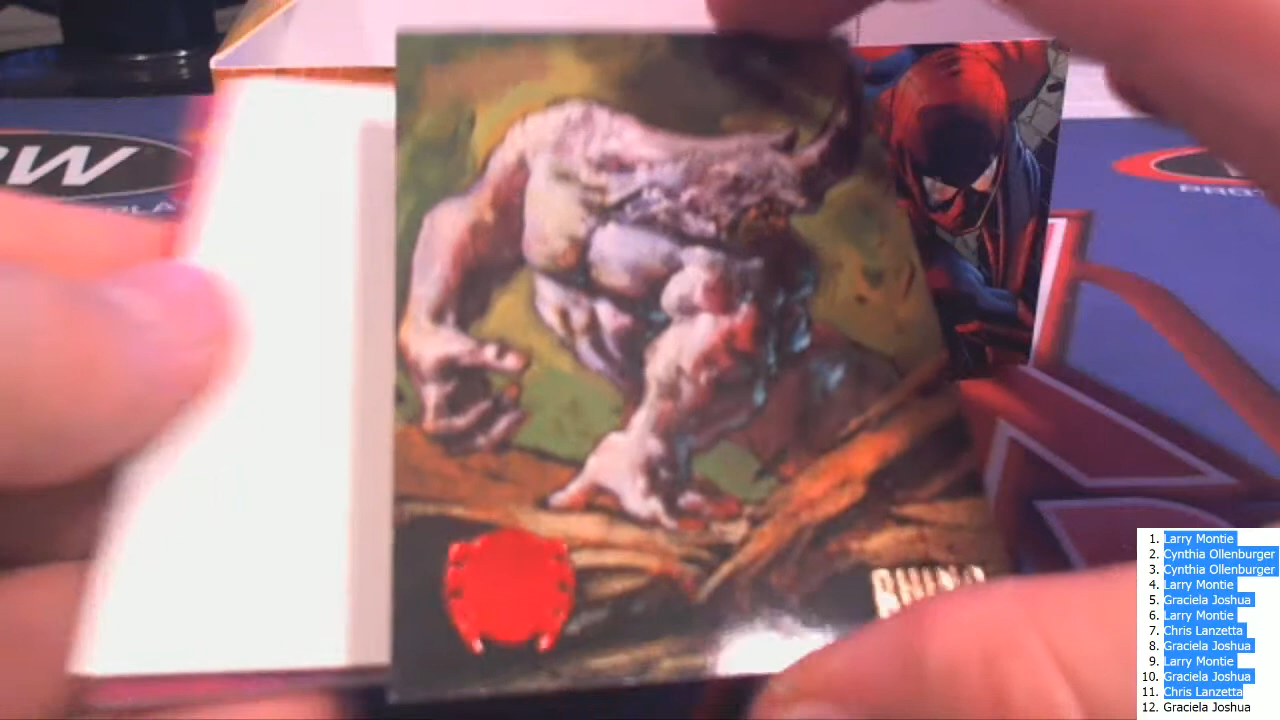 RHINO
1. Larry Montie
2. Cynthia Ollenburger
3. Cynthia Ollenburger
4. Larry Montie
5. Graciela Joshua
6. Larry Montie
7. Chris Lanzetta
8. Graciela Joshua
9. Larry Montie
10. Graciela Joshua
11. Chris Lanzetta
12. Graciela Joshua